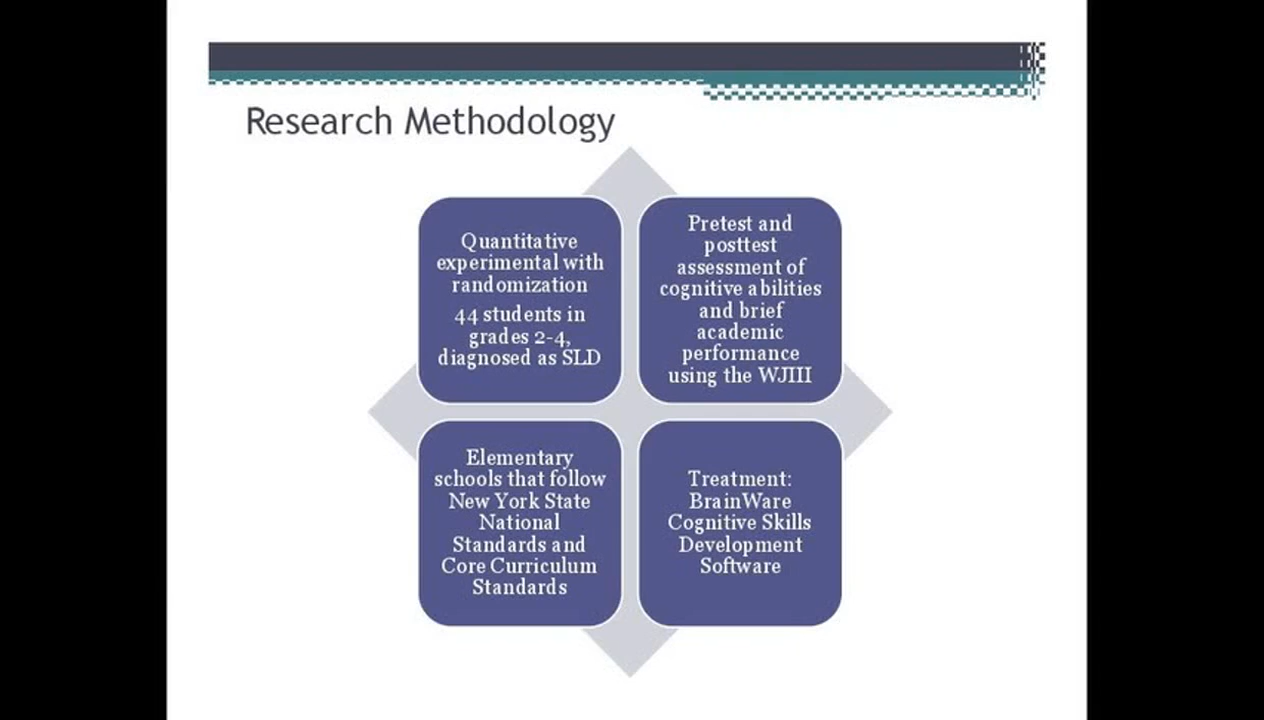 Research Methodology
Quantitative
experimental with
randomization
44 students in
grades 2-4,
diagnosed as SLD
Pretest and
posttest
assessment of
cognitive abilities
and brief
academic
performance
using the WJIII
Elementary
schools that follow
New York State
National
Standards and
Core Curriculum
Standards
Treatment:
BrainWare
Cognitive Skills
Development
Software